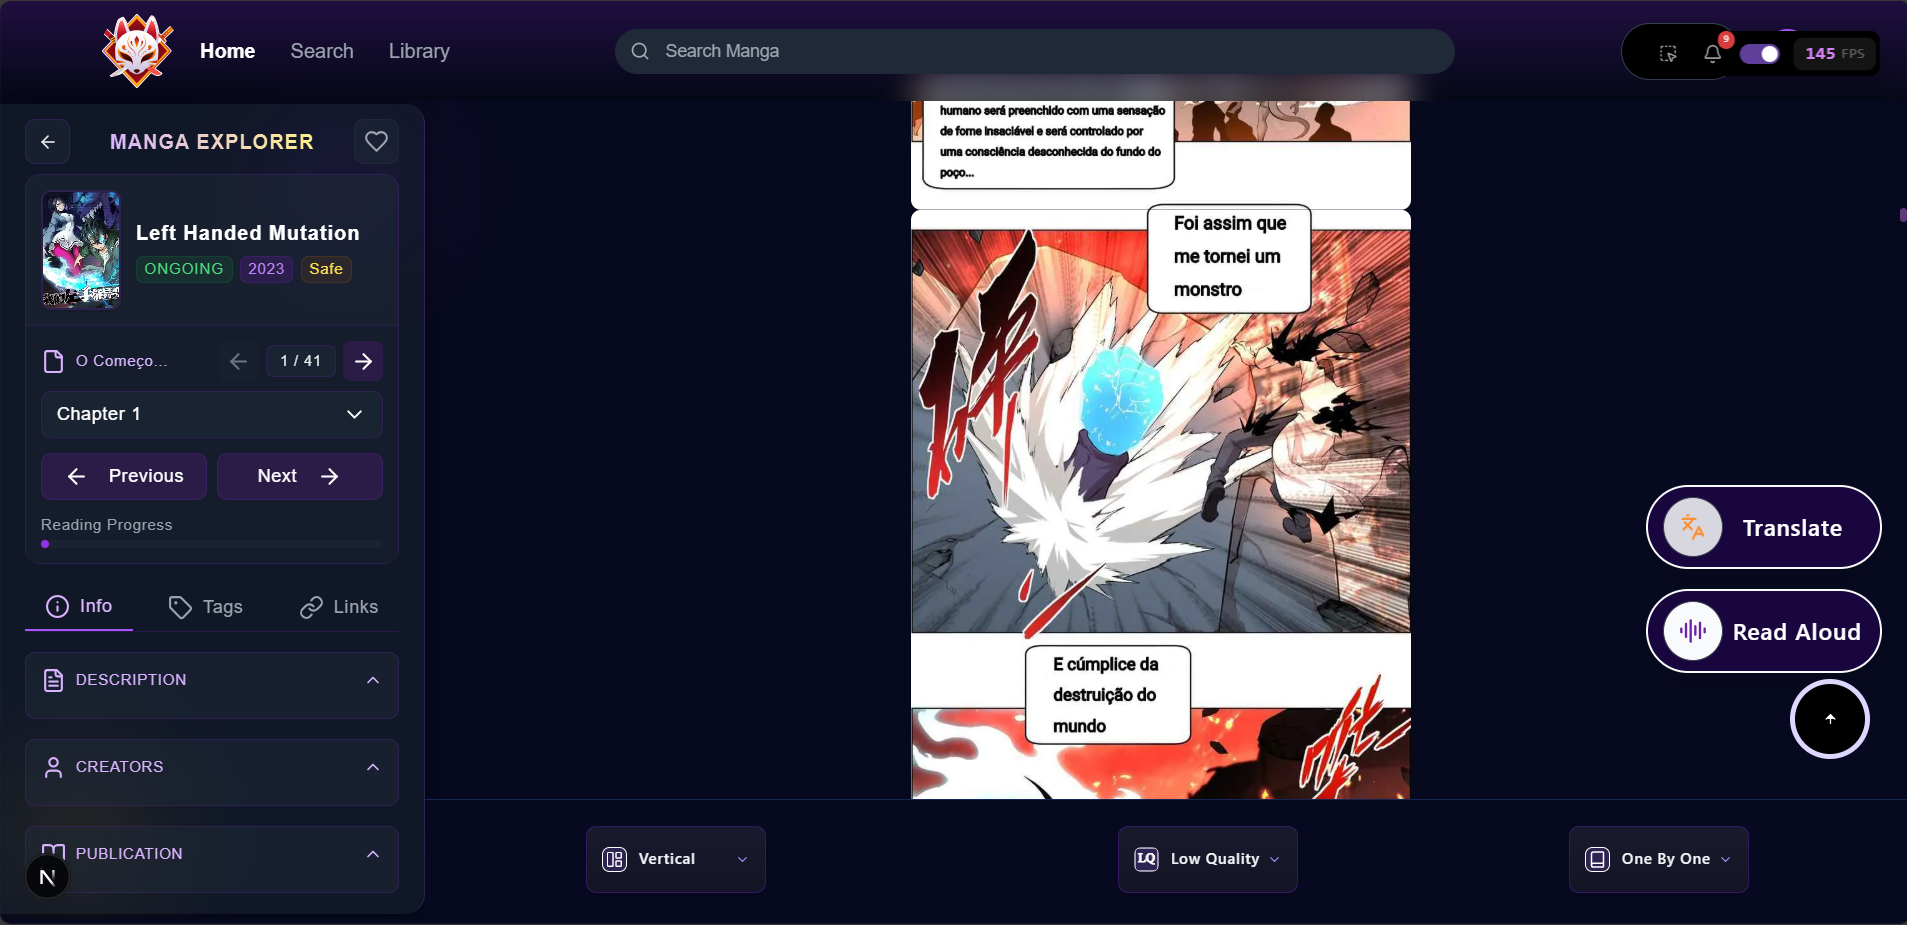 Home
Search
Library
Search Manga
9
145 FPS
MANGA EXPLORER
Left Handed Mutation
ONGOING
2023
Safe
O Começo...
1 / 41
Chapter 1
Previous
Next
Reading Progress
Info
Tags
Links
DESCRIPTION
CREATORS
PUBLICATION
N
humano será preenchido com uma sensação
de fome insaciável e será controlado por
uma consciência desconhecida do fundo do
poço...
Foi assim que
me tornei um
monstro
E cúmplice da
destruição do
mundo
Translate
Read Aloud
Vertical
LQ
Low Quality
One By One